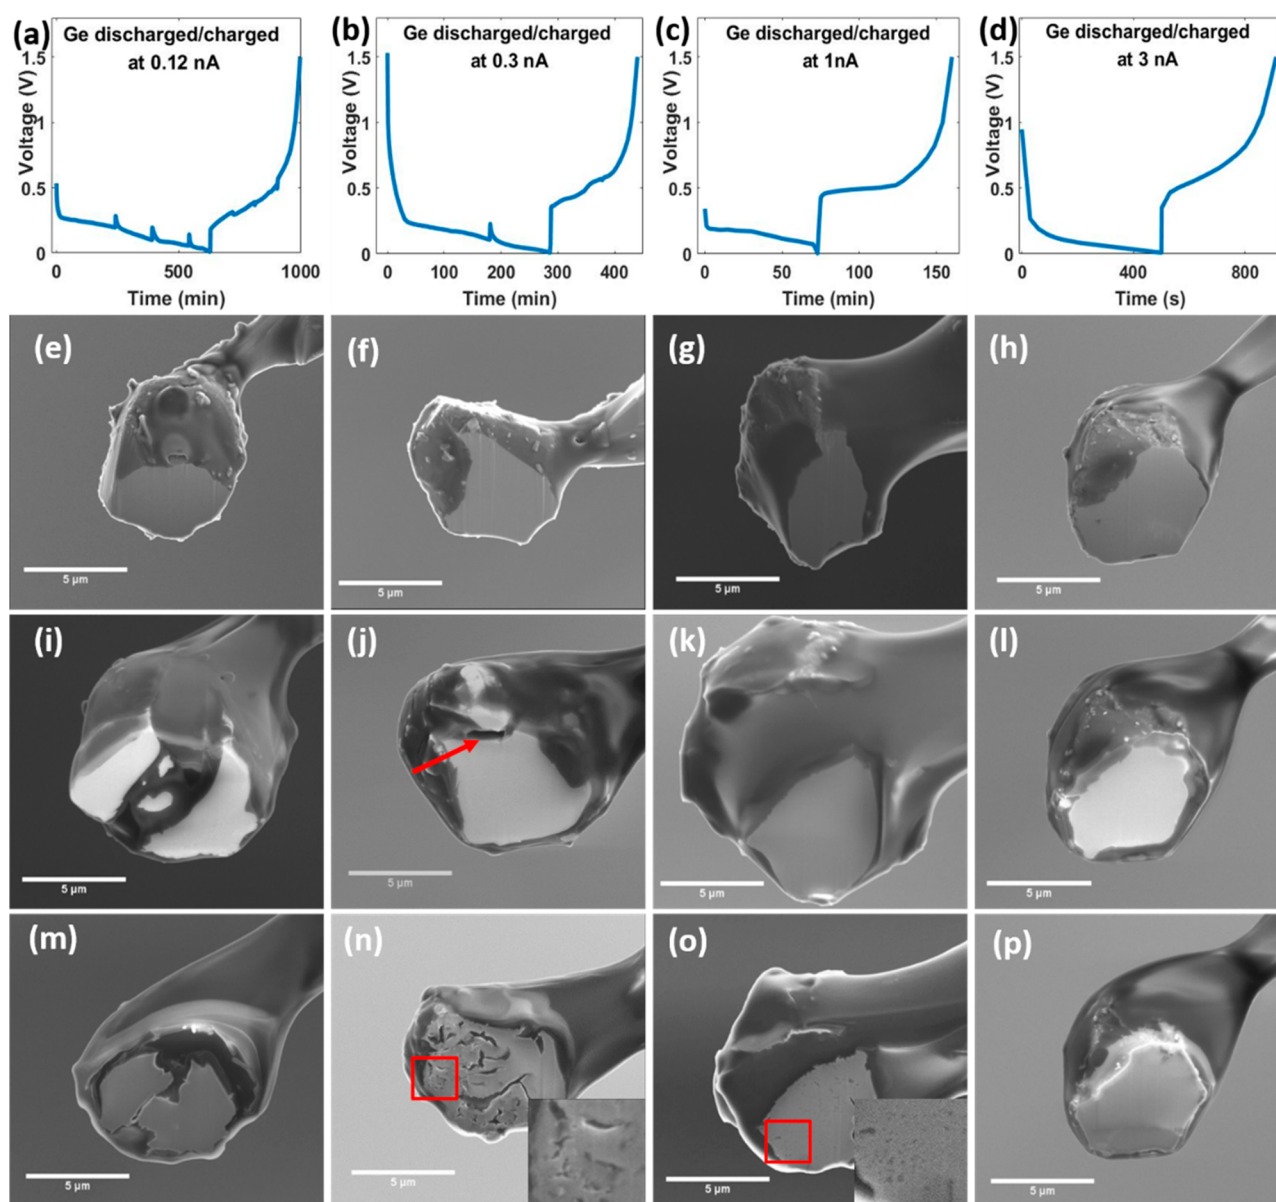 (a)
Ge discharged/charged
at 0.12 nA
Voltage (V)
1.5
1
0.5
0
0
500
1000
Time (min)
(b)
Ge discharged/charged
at 0.3 nA
Voltage (V)
1.5
1
0.5
0
0
100
200
300
400
Time (min)
(c)
Ge discharged/charged
at 1nA
Voltage (V)
1.5
1
0.5
0
0
50
100
150
Time (min)
(d)
Ge discharged/charged
at 3 nA
Voltage (V)
1.5
1
0.5
0
0
400
800
Time (s)
(e)
5 µm
(f)
5 µm
(g)
5 µm
(h)
5 µm
(i)
5 µm
(j)
5 µm
(k)
5 µm
(l)
5 µm
(m)
5 µm
(n)
5 µm
(o)
5 µm
(p)
5 µm